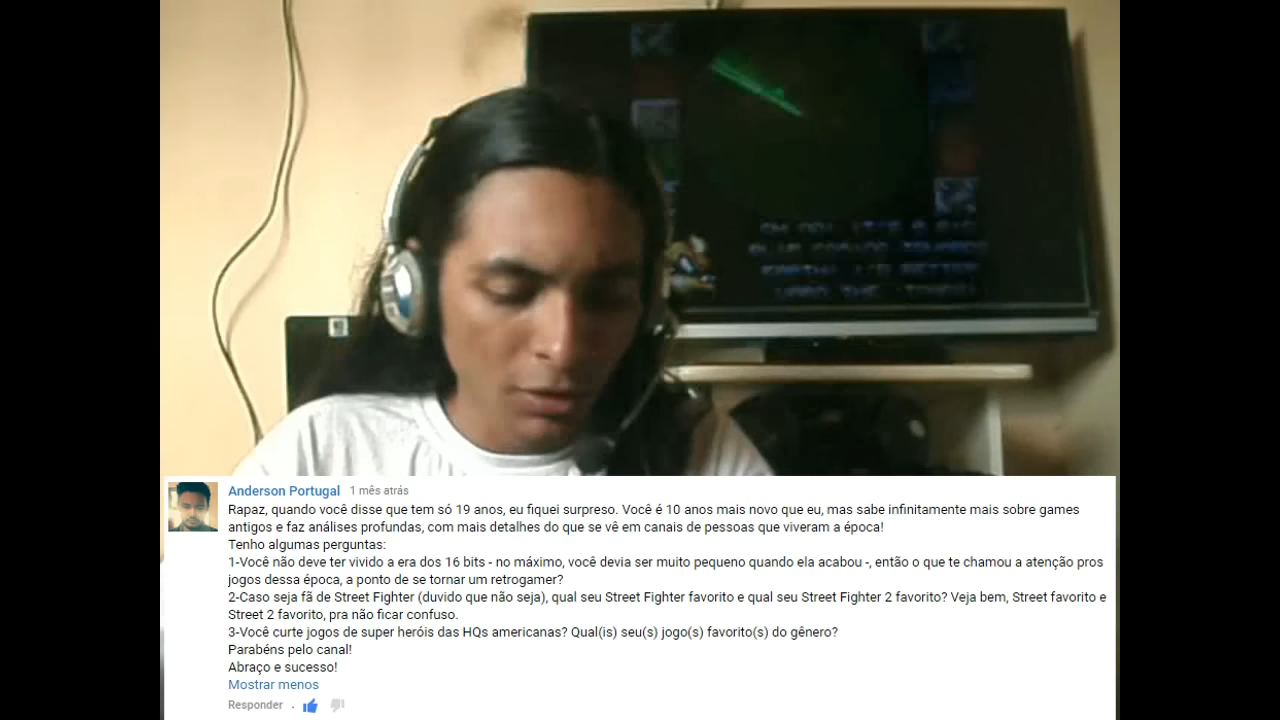 Anderson Portugal 1 mês atrás
Rapaz, quando você disse que tem só 19 anos, eu fiquei surpreso. Você é 10 anos mais novo que eu, mas sabe infinitamente mais sobre games
antigos e faz análises profundas, com mais detalhes do que se vê em canais de pessoas que viveram a época!
Tenho algumas perguntas:
1-Você não deve ter vivido a era dos 16 bits - no máximo, você devia ser muito pequeno quando ela acabou -, então o que te chamou a atenção pros
jogos dessa época, a ponto de se tornar um retrogamer?
2-Caso seja fã de Street Fighter (duvido que não seja), qual seu Street Fighter favorito e qual seu Street Fighter 2 favorito? Veja bem, Street favorito e
Street 2 favorito, pra não ficar confuso.
3-Você curte jogos de super heróis das HQs americanas? Qual(is) seu(s) jogo(s) favorito(s) do gênero?
Parabéns pelo canal!
Abraço e sucesso!
Mostrar menos
Responder .